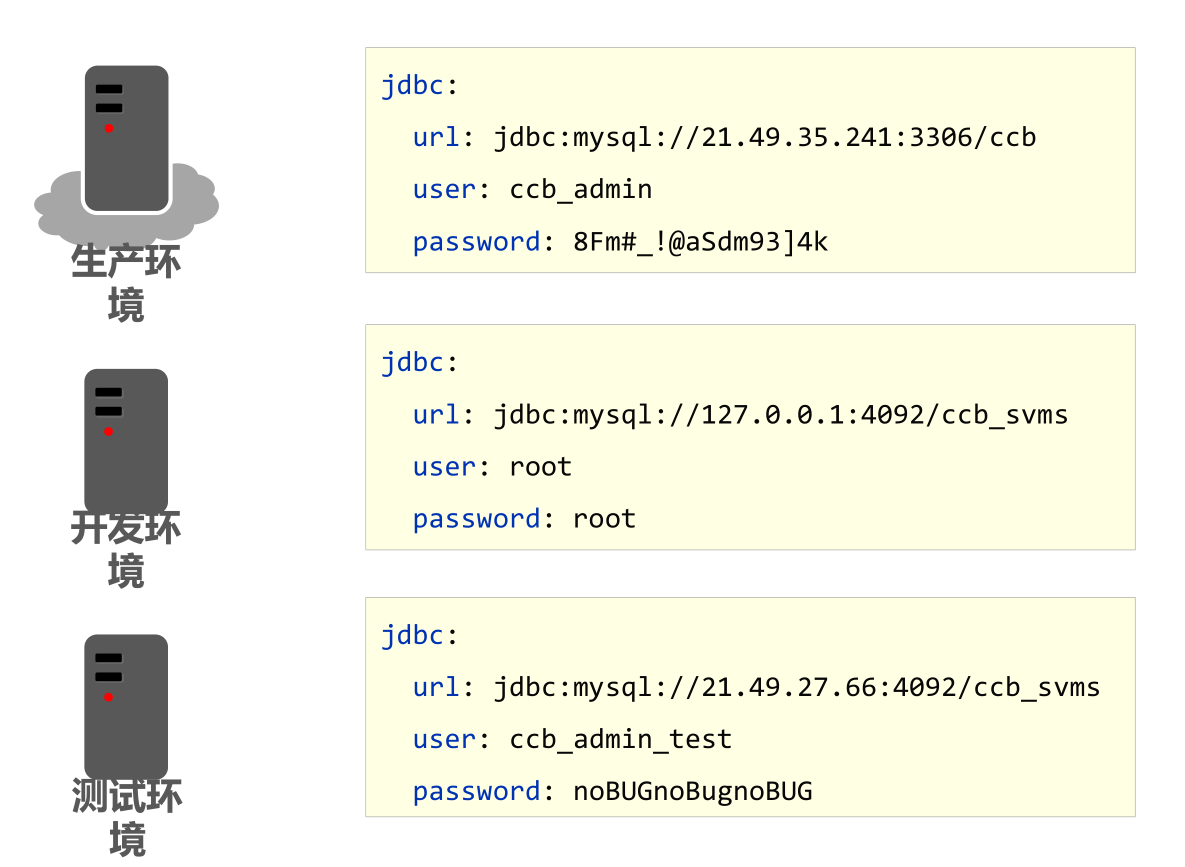 jdbc:
url: jdbc:mysql://21.49.35.241:3306/ccb
user: ccb_admin
password: 8Fm#_!@aSdm93]4k
生产环
境
jdbc:
url: jdbc:mysql://127.0.0.1:4092/ccb_svms
user: root
password: root
开发环
境
jdbc:
url: jdbc:mysql://21.49.27.66:4092/ccb_svms
user: ccb_admin_test
password: noBUGnoBugnoBUG
测试环
境